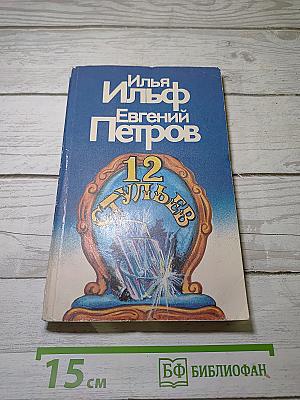 Илья
Ильф
Евгений
Петров
12
СТУЛЬЕВ
15 см
БФ БИБЛИОФАН